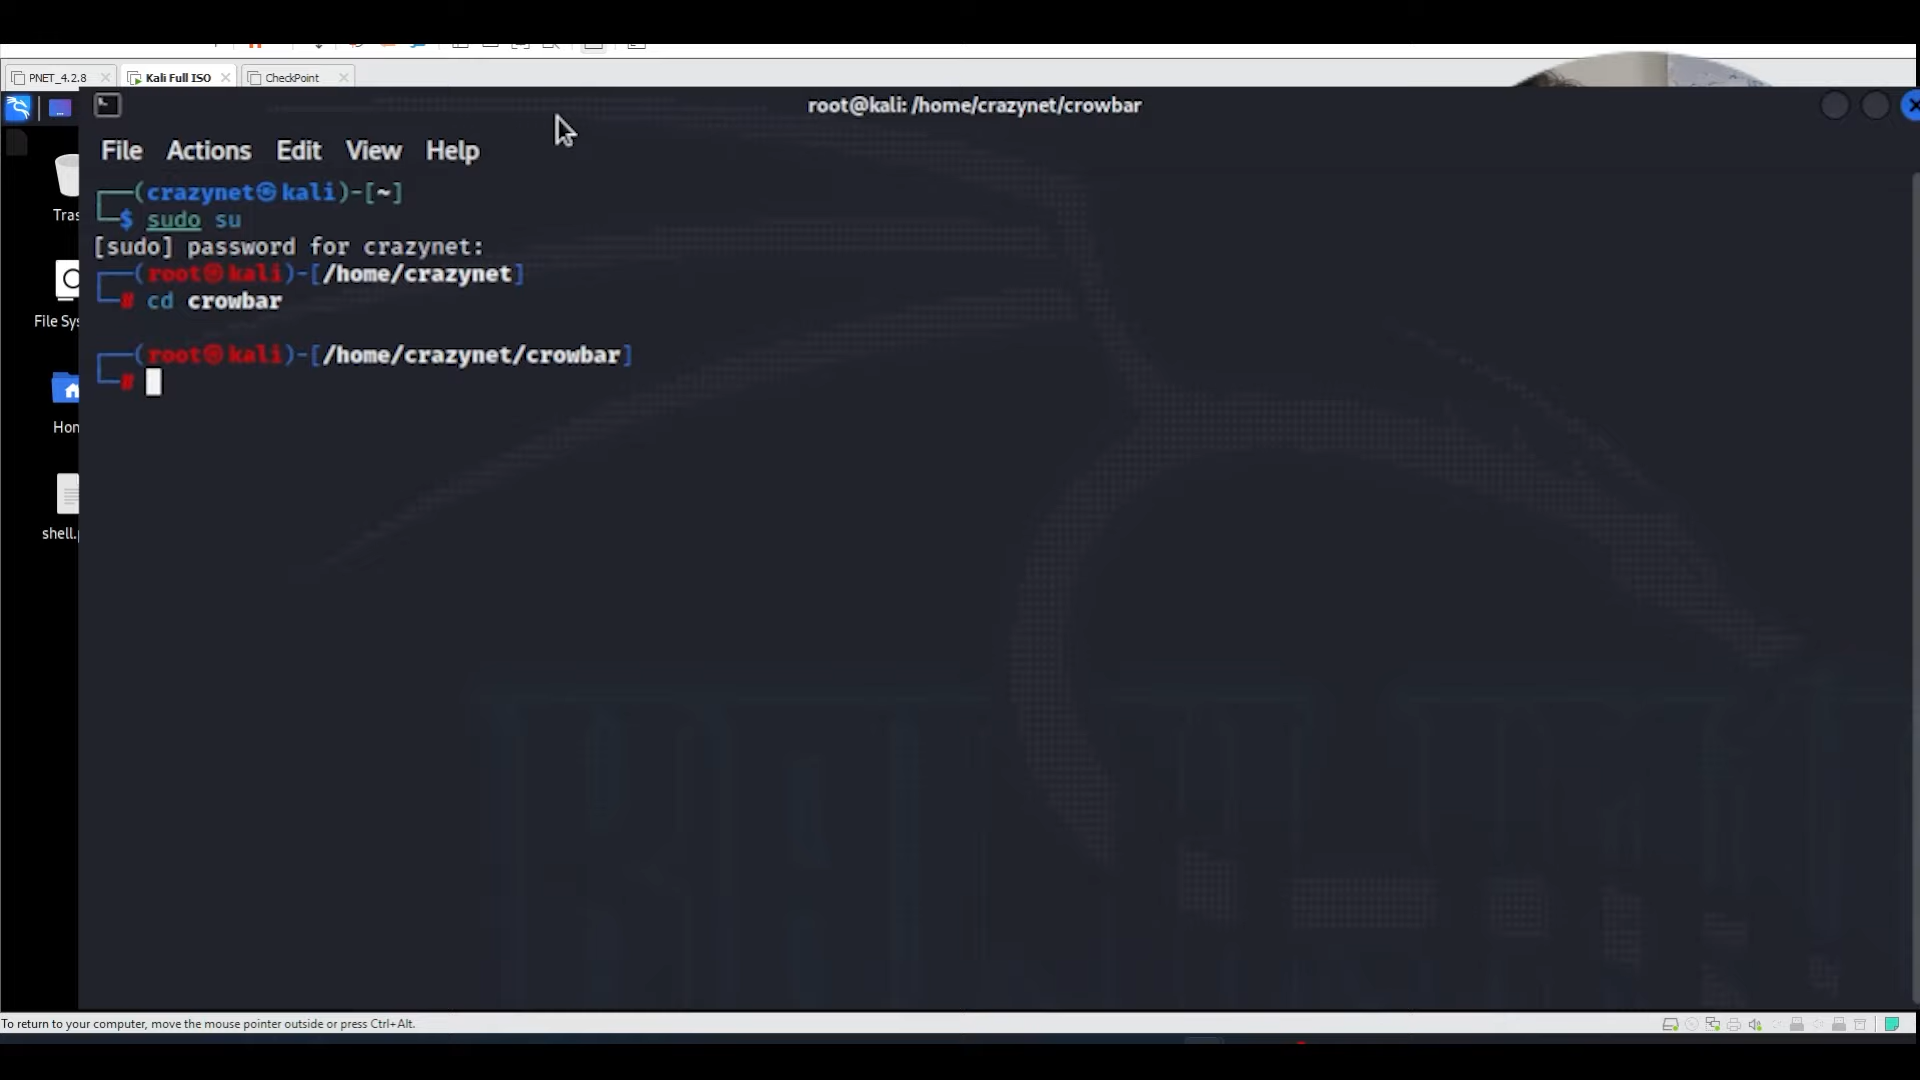 PNET_4.2.8
Kali Full ISO
CheckPoint
root@kali: /home/crazynet/crowbar
File Actions Edit View Help
┌──(crazynet㉿kali)-[~]
└─$ sudo su
[sudo] password for crazynet:
┌──(root㉿kali)-[/home/crazynet]
└─# cd crowbar
┌──(root㉿kali)-[/home/crazynet/crowbar]
└─#
Tras
File Sys
Hon
shell.p
To return to your computer, move the mouse pointer outside or press Ctrl+Alt.